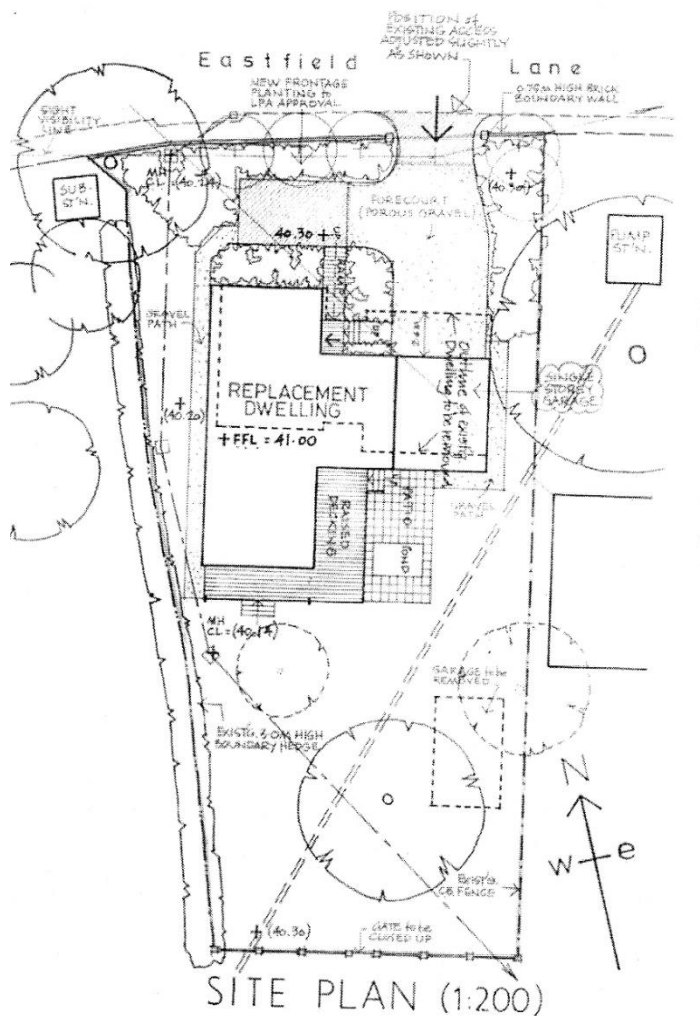 POSITION of
EXISTING ACCESS
ADJUSTED SLIGHTLY
AS SHOWN
Eastfield
Lane
NEW FRONTAGE
PLANTING to
LPA APPROVAL
0.75M HIGH BRICK
BOUNDARY WALL
SIGHT
VISIBILITY
LINE
MH
CL = (40.24)
(40.30)
SUB-
ST'N.
40.30
FORECOURT
(POROUS GRAVEL)
PUMP
ST'N.
GRAVEL
PATH
UP
Outline of existg
Dwelling to be removed
REPLACEMENT
DWELLING
FFL = 41.00
SINGLE
STOREY
GARAGE
(40.20)
RAISED
DECKING
PATIO
POND
GRAVEL
PATH
MH
CL = (40.14)
GARAGE to be
REMOVED
EXISTG. 3.0M HIGH
BOUNDARY HEDGE
N
W e
EXIST'G.
CB FENCE
(40.30)
GATE to be
CLOSED UP
SITE PLAN (1:200)